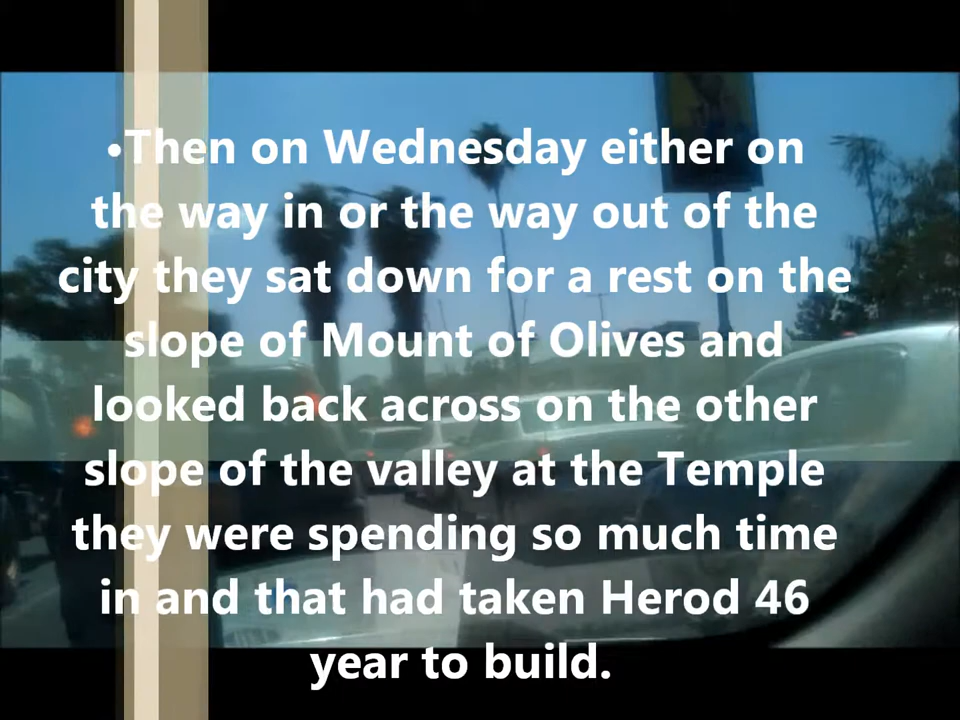 •Then on Wednesday either on
the way in or the way out of the
city they sat down for a rest on the
slope of Mount of Olives and
looked back across on the other
slope of the valley at the Temple
they were spending so much time
in and that had taken Herod 46
year to build.